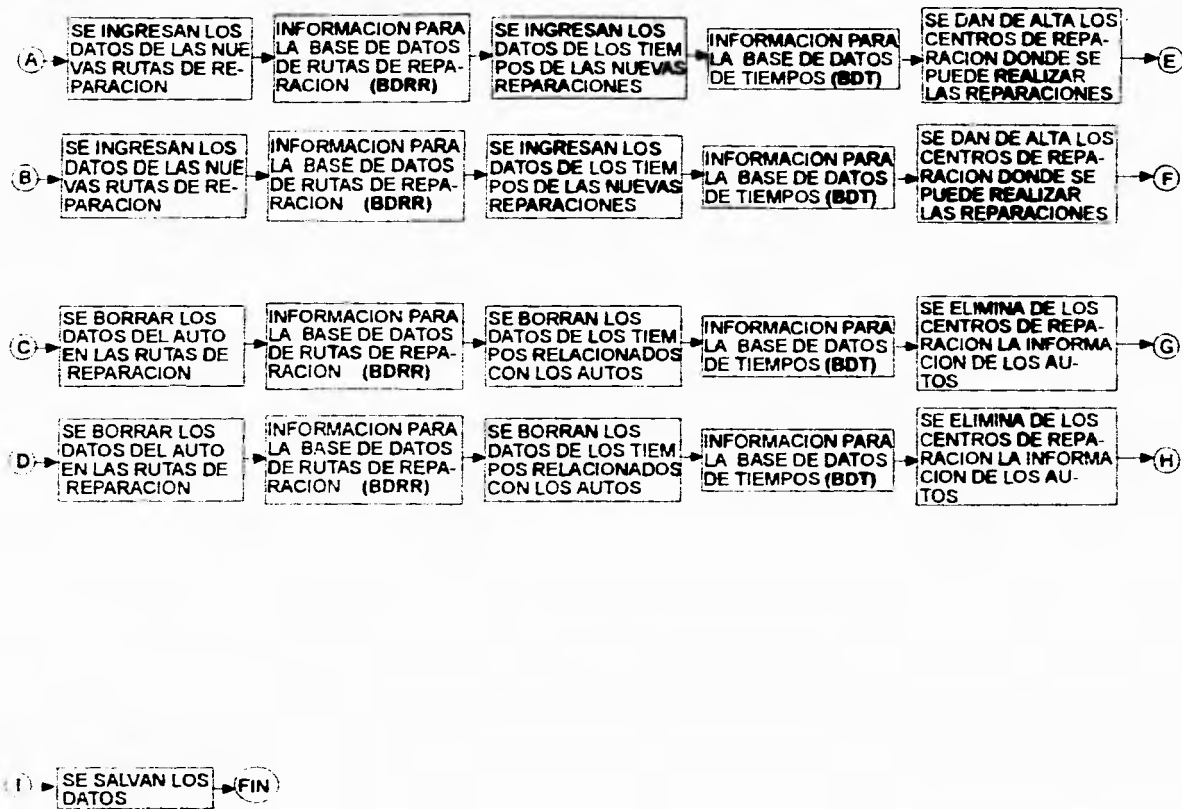 A
SE INGRESAN LOS
DATOS DE LAS NUE
VAS RUTAS DE RE-
PARACION
INFORMACION PARA
LA BASE DE DATOS
DE RUTAS DE REPA-
RACION (BDRR)
SE INGRESAN LOS
DATOS DE LOS TIEM
POS DE LAS NUEVAS
REPARACIONES
INFORMACION PARA
LA BASE DE DATOS
DE TIEMPOS (BDT)
SE DAN DE ALTA LOS
CENTROS DE REPA-
RACION DONDE SE
PUEDE REALIZAR
LAS REPARACIONES
E
B
SE INGRESAN LOS
DATOS DE LAS NUE
VAS RUTAS DE RE-
PARACION
INFORMACION PARA
LA BASE DE DATOS
DE RUTAS DE REPA-
RACION (BDRR)
SE INGRESAN LOS
DATOS DE LOS TIEM
POS DE LAS NUEVAS
REPARACIONES
INFORMACION PARA
LA BASE DE DATOS
DE TIEMPOS (BDT)
SE DAN DE ALTA LOS
CENTROS DE REPA-
RACION DONDE SE
PUEDE REALIZAR
LAS REPARACIONES
F
C
SE BORRAR LOS
DATOS DEL AUTO
EN LAS RUTAS DE
REPARACION
INFORMACION PARA
LA BASE DE DATOS
DE RUTAS DE REPA-
RACION (BDRR)
SE BORRAN LOS
DATOS DE LOS TIEM
POS RELACIONADOS
CON LOS AUTOS
INFORMACION PARA
LA BASE DE DATOS
DE TIEMPOS (BDT)
SE ELIMINA DE LOS
CENTROS DE REPA-
RACION LA INFORMA
CION DE LOS AU-
TOS
G
D
SE BORRAR LOS
DATOS DEL AUTO
EN LAS RUTAS DE
REPARACION
INFORMACION PARA
LA BASE DE DATOS
DE RUTAS DE REPA-
RACION (BDRR)
SE BORRAN LOS
DATOS DE LOS TIEM
POS RELACIONADOS
CON LOS AUTOS
INFORMACION PARA
LA BASE DE DATOS
DE TIEMPOS (BDT)
SE ELIMINA DE LOS
CENTROS DE REPA-
RACION LA INFORMA
CION DE LOS AU-
TOS
H
I
SE SALVAN LOS
DATOS
FIN